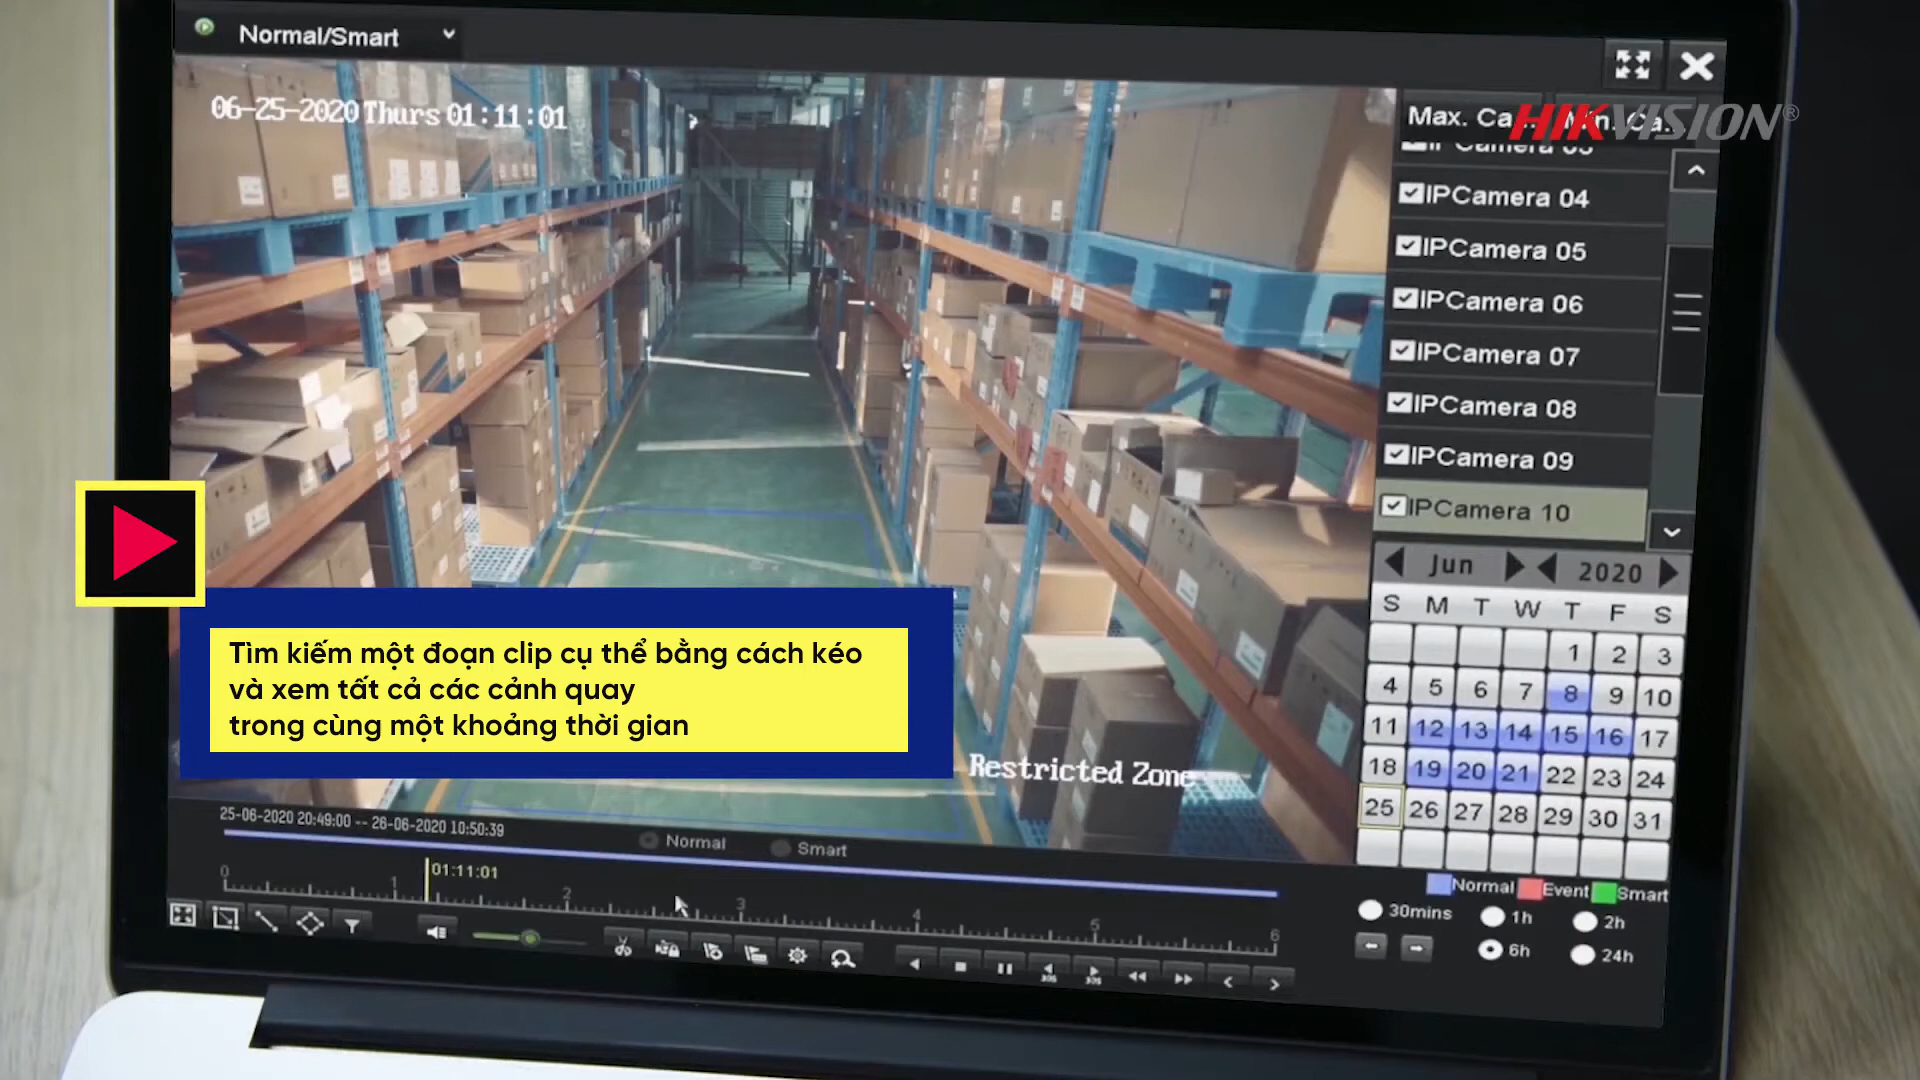 Normal/Smart
06-25-2020 Thurs 01:11:01
HIKVISION®
Max. Ca...
IPCamera 04
IPCamera 05
IPCamera 06
IPCamera 07
IPCamera 08
IPCamera 09
IPCamera 10
Jun 2020
S M T W T F S
1 2 3
4 5 6 7 8 9 10
11 12 13 14 15 16 17
18 19 20 21 22 23 24
25 26 27 28 29 30 31
Tìm kiếm một đoạn clip cụ thể bằng cách kéo
và xem tất cả các cảnh quay
trong cùng một khoảng thời gian
Restricted Zone
25-06-2020 20:49:00 -- 26-06-2020 10:50:39
Normal Smart
01:11:01
0 1 2 3 4 5 6
Normal Event Smart
30mins 1h 2h
6h 24h